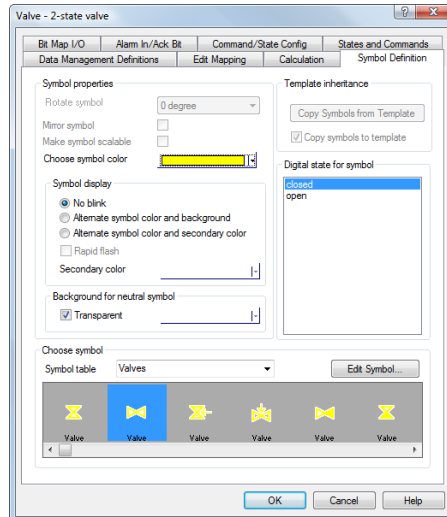 Valve - 2-state valve
?
Bit Map I/O Alarm In/Ack Bit Command/State Config States and Commands
Data Management Definitions Edit Mapping Calculation Symbol Definition
Symbol properties
Rotate symbol 0 degree
Mirror symbol
Make symbol scalable
Choose symbol color
Template inheritance
Copy Symbols from Template
Copy symbols to template
Symbol display
No blink
Alternate symbol color and background
Alternate symbol color and secondary color
Rapid flash
Secondary color
Digital state for symbol
closed
open
Background for neutral symbol
Transparent
Choose symbol
Symbol table Valves Edit Symbol...
Valve Valve Valve Valve Valve Valve
OK Cancel Help